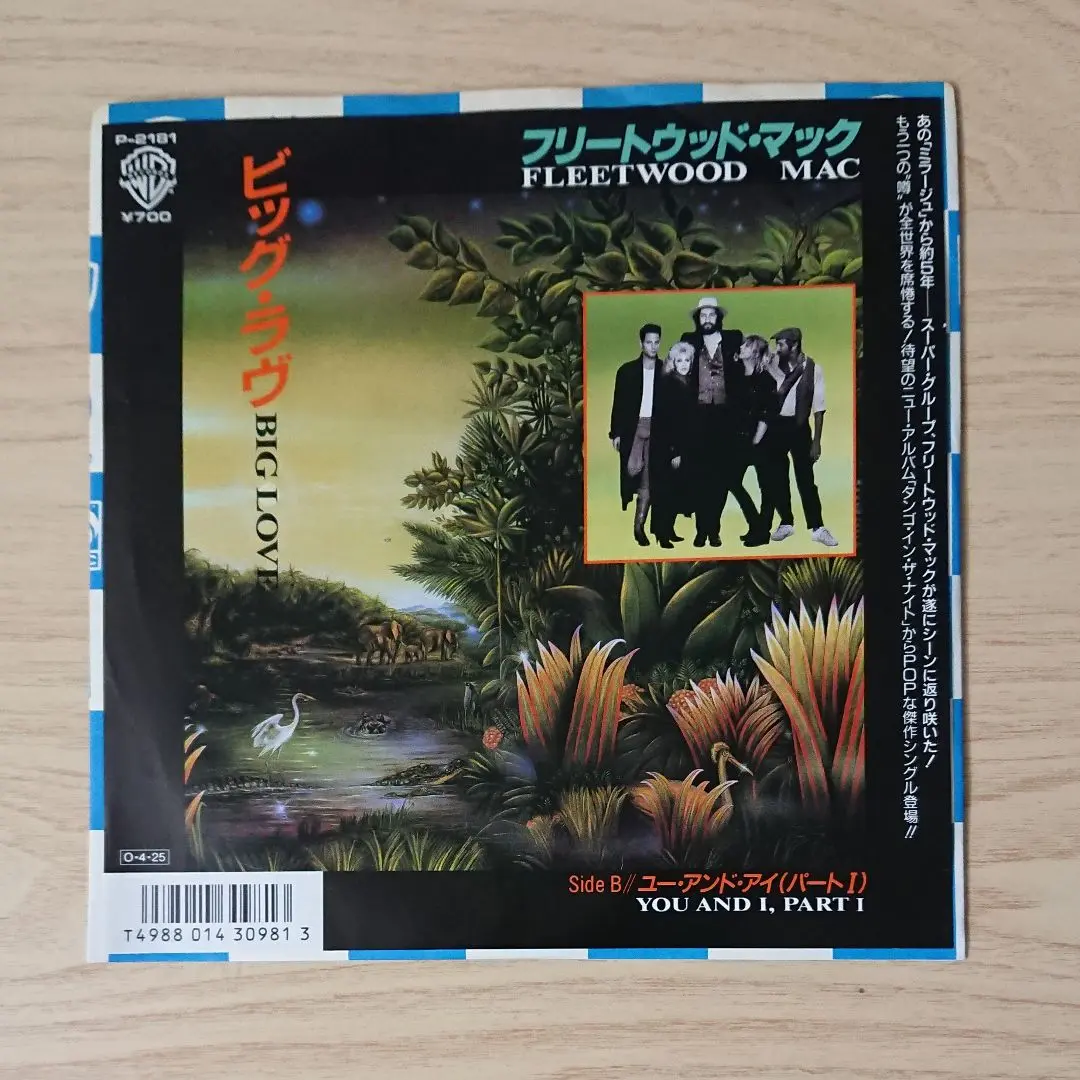 P-2181
WB
¥700
ビッグ・ラヴ
BIG LOVE
フリートウッド・マック
FLEETWOOD MAC
あの「ミラージュ」から約5年――スーパー・グループ、フリートウッド・マックが遂にシーンに返り咲いた!
もう一つの“噂”が全世界を席惓する!待望のニュー・アルバム「タンゴ・イン・ザ・ナイト」からPOPな傑作シングル登場!!
O-4-25
Side B//ユー・アンド・アイ(パートI)
YOU AND I, PART I
T4988 014 30981 3